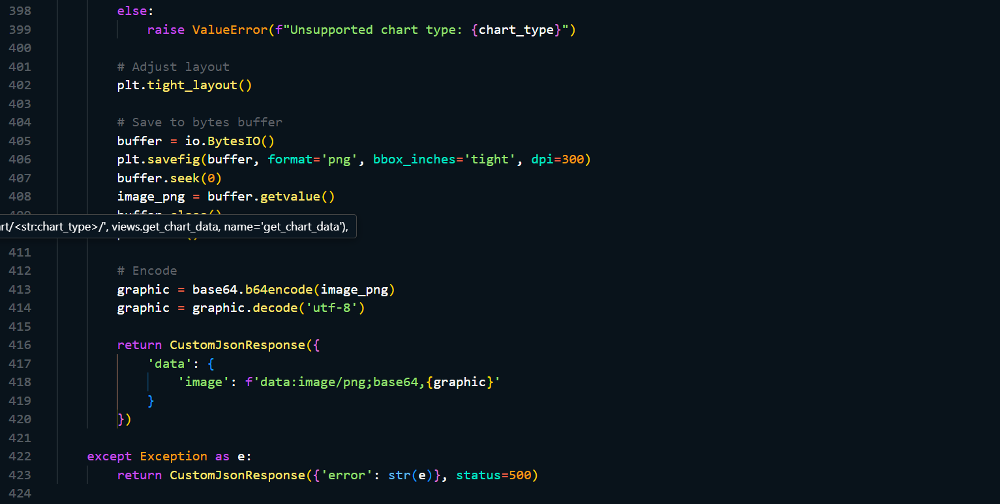 398 else:
399 raise ValueError(f"Unsupported chart type: {chart_type}")
400
401 # Adjust layout
402 plt.tight_layout()
403
404 # Save to bytes buffer
405 buffer = io.BytesIO()
406 plt.savefig(buffer, format='png', bbox_inches='tight', dpi=300)
407 buffer.seek(0)
408 image_png = buffer.getvalue()
409 buffer.close()
rt/<str:chart_type>/', views.get_chart_data, name='get_chart_data'),
411
412 # Encode
413 graphic = base64.b64encode(image_png)
414 graphic = graphic.decode('utf-8')
415
416 return CustomJsonResponse({
417 'data': {
418 'image': f'data:image/png;base64,{graphic}'
419 }
420 })
421
422 except Exception as e:
423 return CustomJsonResponse({'error': str(e)}, status=500)
424